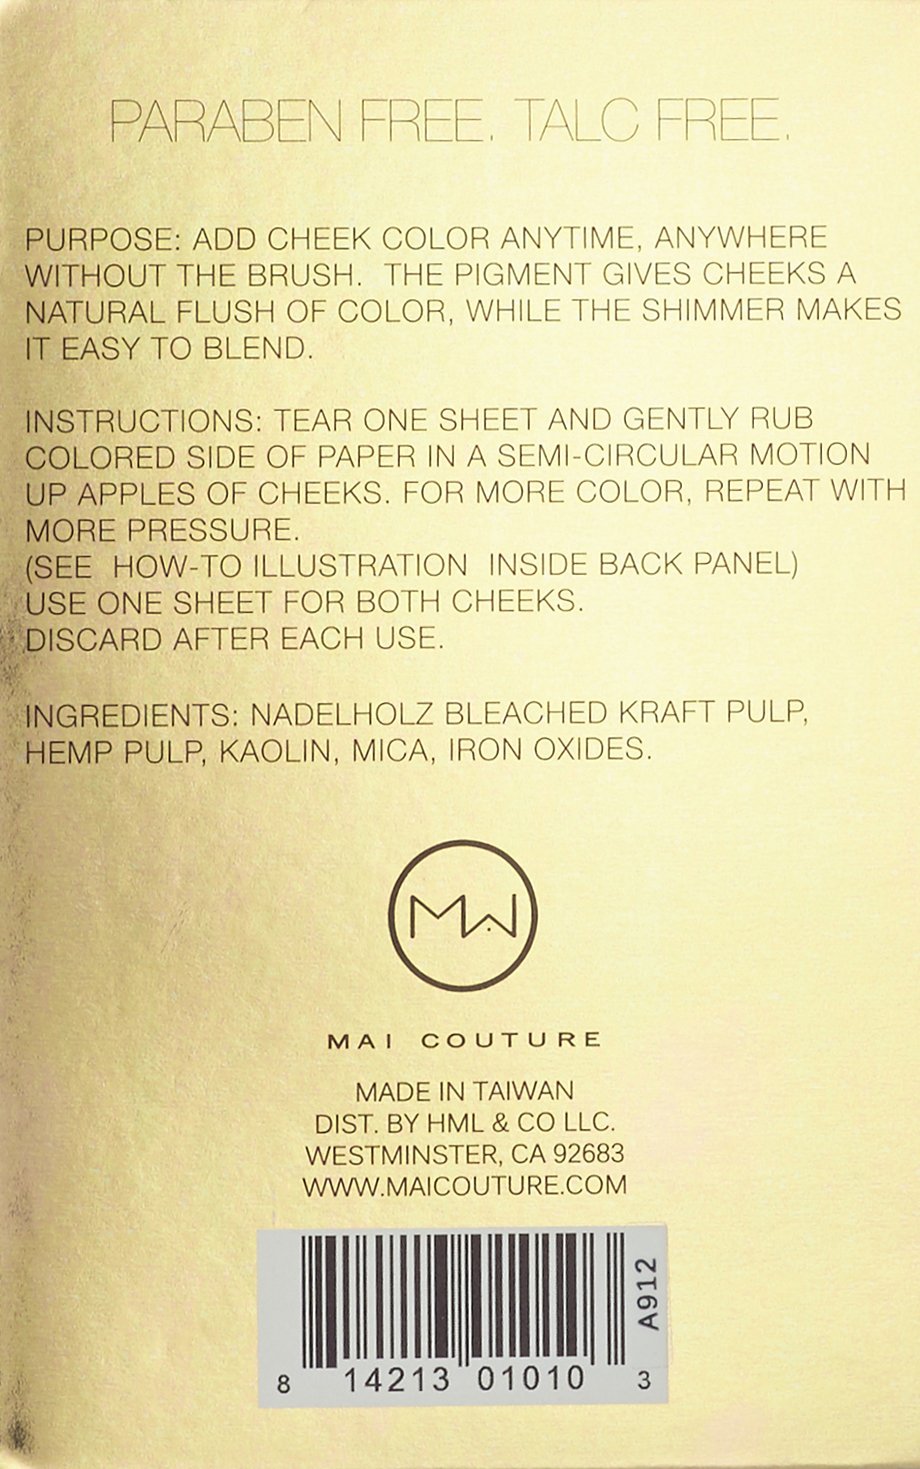 PARABEN FREE. TALC FREE.
PURPOSE: ADD CHEEK COLOR ANYTIME, ANYWHERE
WITHOUT THE BRUSH. THE PIGMENT GIVES CHEEKS A
NATURAL FLUSH OF COLOR, WHILE THE SHIMMER MAKES
IT EASY TO BLEND.
INSTRUCTIONS: TEAR ONE SHEET AND GENTLY RUB
COLORED SIDE OF PAPER IN A SEMI-CIRCULAR MOTION
UP APPLES OF CHEEKS. FOR MORE COLOR, REPEAT WITH
MORE PRESSURE.
(SEE HOW-TO ILLUSTRATION INSIDE BACK PANEL)
USE ONE SHEET FOR BOTH CHEEKS.
DISCARD AFTER EACH USE.
INGREDIENTS: NADELHOLZ BLEACHED KRAFT PULP,
HEMP PULP, KAOLIN, MICA, IRON OXIDES.
MAI COUTURE
MADE IN TAIWAN
DIST. BY HML & CO LLC.
WESTMINSTER, CA 92683
WWW.MAICOUTURE.COM
A912
8 14213 01010 3